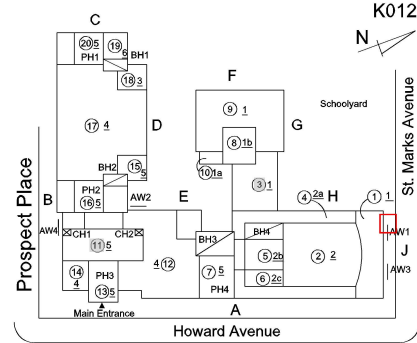 K012
N
C
20 5 19 6
PH1 BH1
18 3
F
9 1
Schoolyard
8 1b
G
17 4
D
BH2
15 5
10 1a
3 1
4 2a H 1 1
PH2
16 5
AW2
B
E
AW4 CH1 CH2
11 5
BH3 BH4
AW1
J
4 12
5 2b 2 2
14 4
PH3
13 5
7 5
PH4
6 2c
AW3
Main Entrance
A
Howard Avenue
Prospect Place
St. Marks Avenue